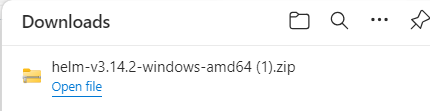 Downloads
helm-v3.14.2-windows-amd64 (1).zip
Open file